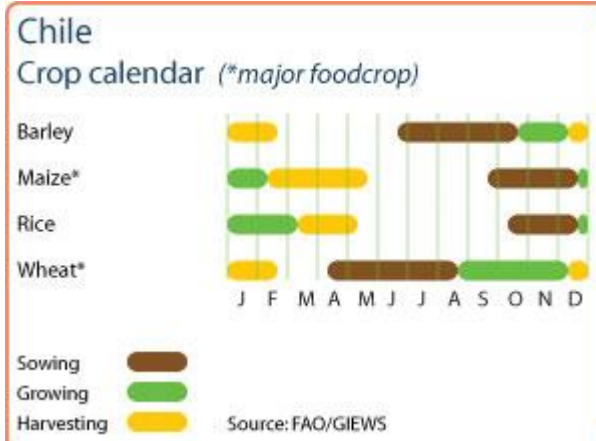 Chile
Crop calendar (*major foodcrop)
Barley
Maize*
Rice
Wheat*
J F M A M J J A S O N D
Sowing
Growing
Harvesting
Source: FAO/GIEWS